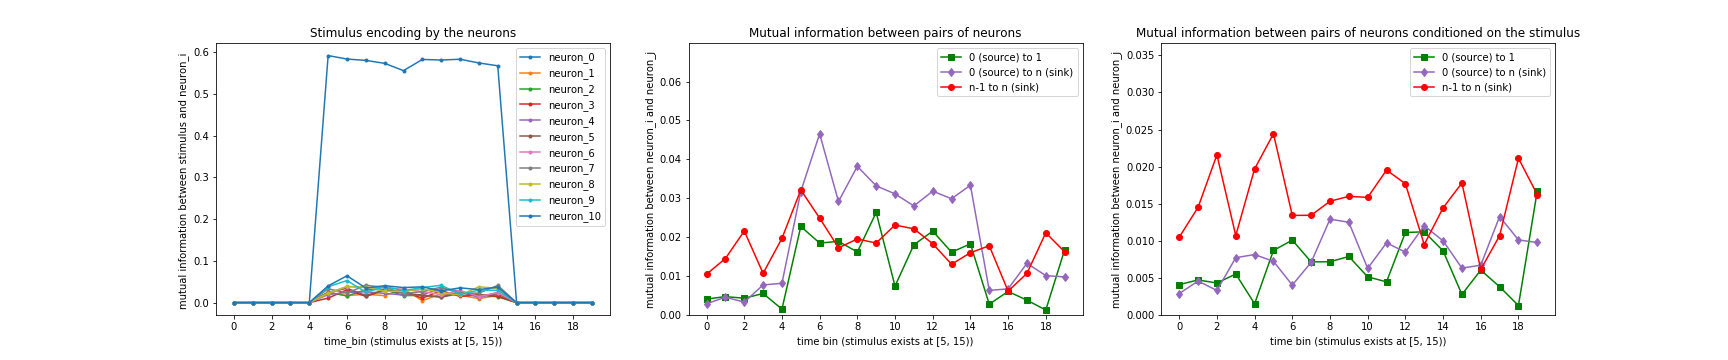 Stimulus encoding by the neurons
mutual information between stimulus and neuron_i
0.6
0.5
0.4
0.3
0.2
0.1
0.0
0 2 4 6 8 10 12 14 16 18
time_bin (stimulus exists at [5, 15))
neuron_0
neuron_1
neuron_2
neuron_3
neuron_4
neuron_5
neuron_6
neuron_7
neuron_8
neuron_9
neuron_10
Mutual information between pairs of neurons
mutual information between neuron_i and neuron_j
0.06
0.05
0.04
0.03
0.02
0.01
0.00
0 2 4 6 8 10 12 14 16 18
time bin (stimulus exists at [5, 15))
0 (source) to 1
0 (source) to n (sink)
n-1 to n (sink)
Mutual information between pairs of neurons conditioned on the stimulus
mutual information between neuron_i and neuron_j
0.035
0.030
0.025
0.020
0.015
0.010
0.005
0.000
0 2 4 6 8 10 12 14 16 18
time bin (stimulus exists at [5, 15))
0 (source) to 1
0 (source) to n (sink)
n-1 to n (sink)